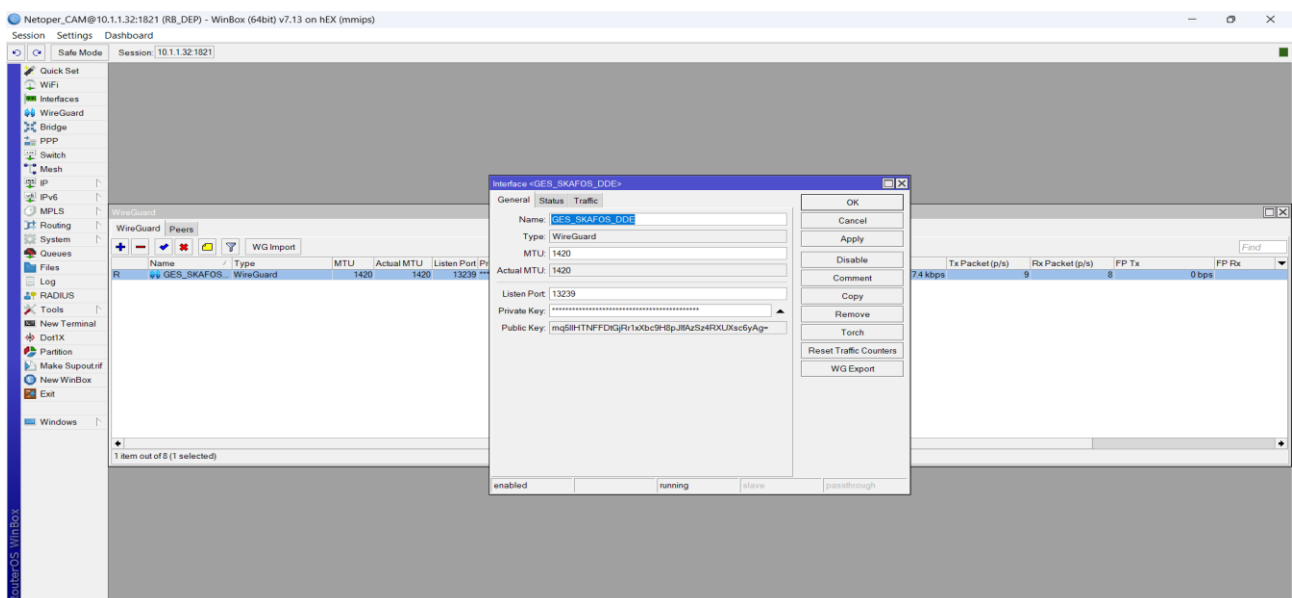 Netoper_CAM@10.1.1.32:1821 (RB_DEP) - WinBox (64bit) v7.13 on hEX (mmips)
Session Settings Dashboard
Safe Mode Session: 10.1.1.32:1821
Quick Set
WiFi
Interfaces
WireGuard
Bridge
PPP
Switch
Mesh
IP
IPv6
MPLS
Routing
System
Queues
Files
Log
RADIUS
Tools
New Terminal
Dot1X
Partition
Make Supout.rif
New WinBox
Exit
Windows
RouterOS WinBox
WireGuard
WireGuard Peers
WG Import
Find
Name Type MTU Actual MTU Listen Port Tx Packet (p/s) Rx Packet (p/s) FP Tx FP Rx
R GES_SKAFOS... WireGuard 1420 1420 13239 7.4 kbps 9 8 0 bps
1 item out of 8 (1 selected)
Interface <GES_SKAFOS_DDE>
General Status Traffic
Name: GES_SKAFOS_DDE
Type: WireGuard
MTU: 1420
Actual MTU: 1420
Listen Port: 13239
Private Key: ********************************************
Public Key:
OK
Cancel
Apply
Disable
Comment
Copy
Remove
Torch
Reset Traffic Counters
WG Export
enabled running slave passthrough